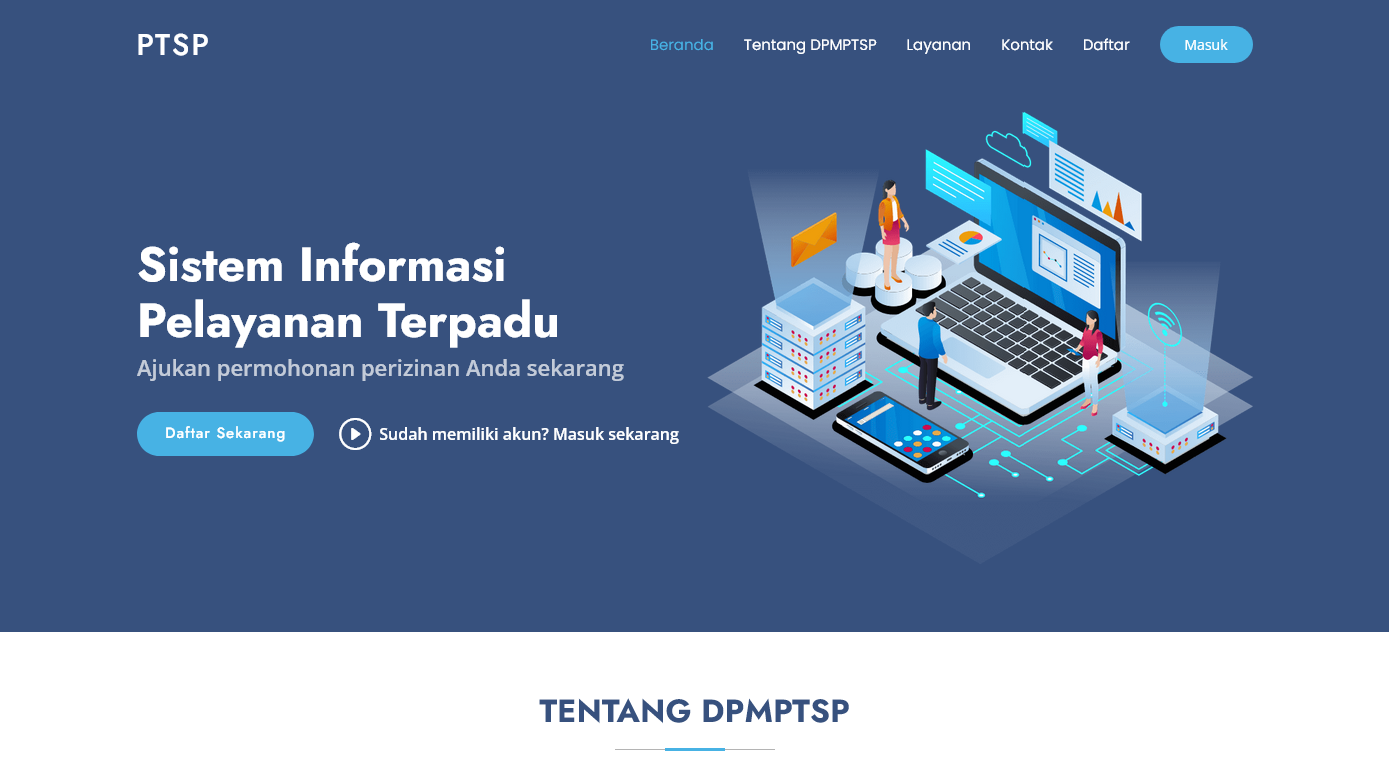 PTSP
Beranda Tentang DPMPTSP Layanan Kontak Daftar Masuk
Sistem Informasi
Pelayanan Terpadu
Ajukan permohonan perizinan Anda sekarang
Daftar Sekarang Sudah memiliki akun? Masuk sekarang
TENTANG DPMPTSP